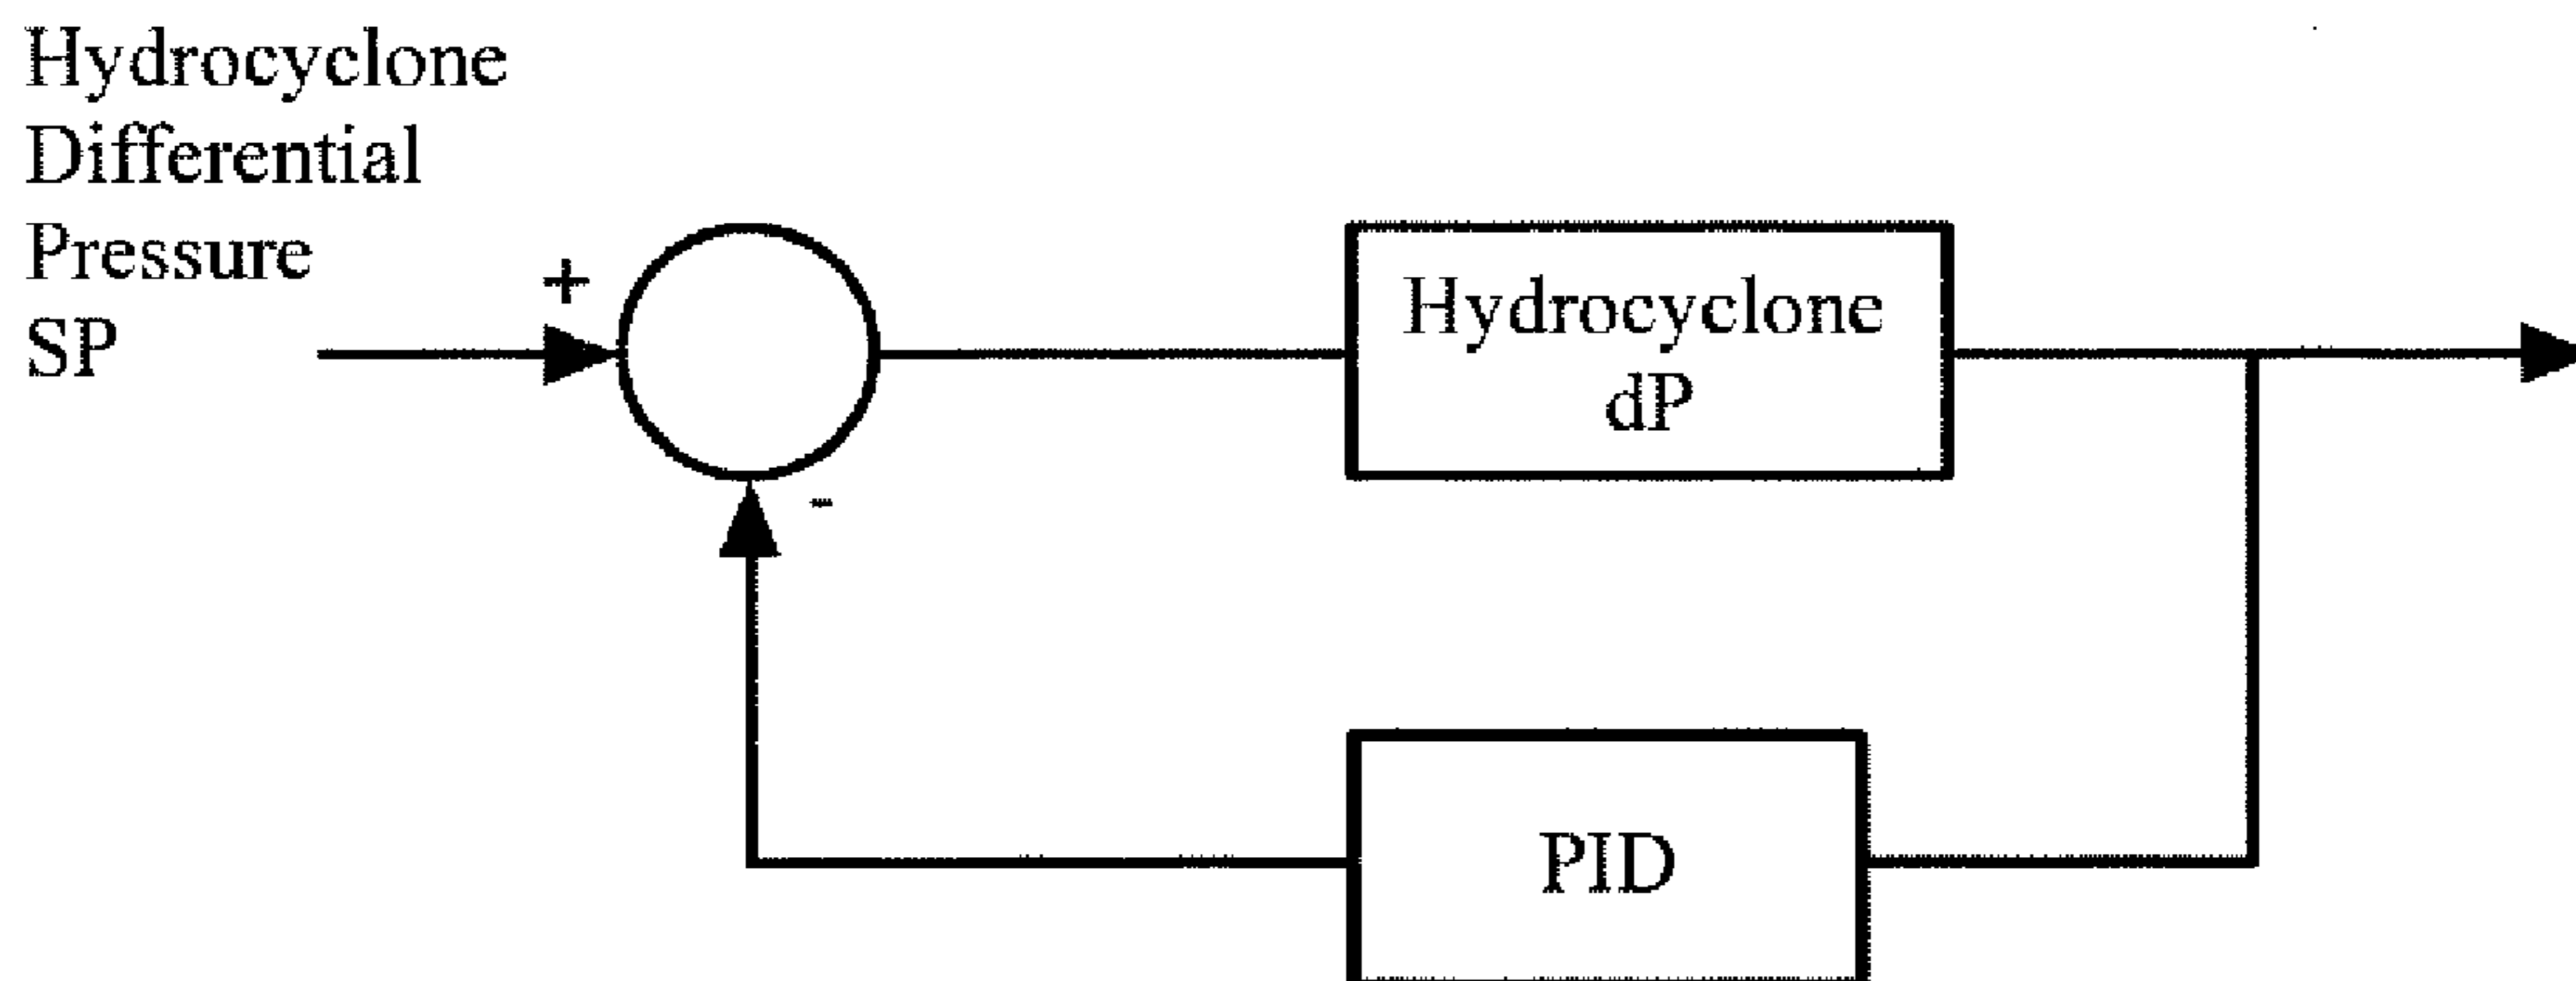 Hydrocyclone
Differential
Pressure
SP
+
Hydrocyclone
dP
-
PID